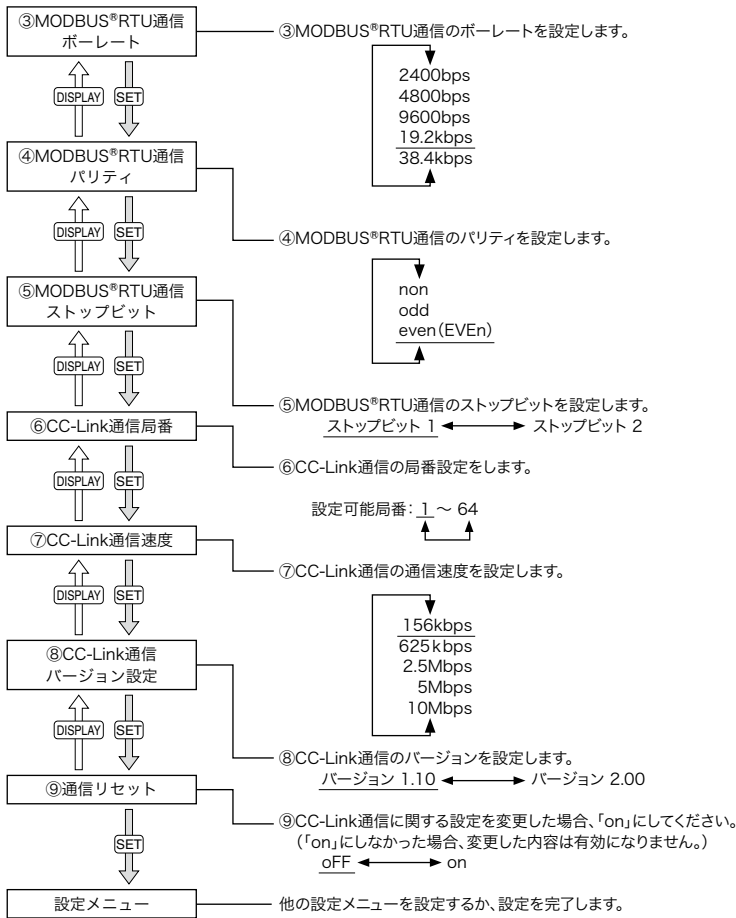 ③MODBUS®RTU通信
ボーレート
③MODBUS®RTU通信のボーレートを設定します。
2400bps
4800bps
9600bps
19.2kbps
38.4kbps
DISPLAY SET
④MODBUS®RTU通信
パリティ
④MODBUS®RTU通信のパリティを設定します。
non
odd
even(EVEn)
DISPLAY SET
⑤MODBUS®RTU通信
ストップビット
⑤MODBUS®RTU通信のストップビットを設定します。
ストップビット 1 ストップビット 2
DISPLAY SET
⑥CC-Link通信局番
⑥CC-Link通信の局番設定をします。
設定可能局番：1 ～ 64
DISPLAY SET
⑦CC-Link通信速度
⑦CC-Link通信の通信速度を設定します。
156kbps
625kbps
2.5Mbps
5Mbps
10Mbps
DISPLAY SET
⑧CC-Link通信
バージョン設定
⑧CC-Link通信のバージョンを設定します。
バージョン 1.10 バージョン 2.00
DISPLAY SET
⑨通信リセット
⑨CC-Link通信に関する設定を変更した場合、「on」にしてください。
（「on」にしなかった場合、変更した内容は有効になりません。）
oFF on
SET
設定メニュー
他の設定メニューを設定するか、設定を完了します。